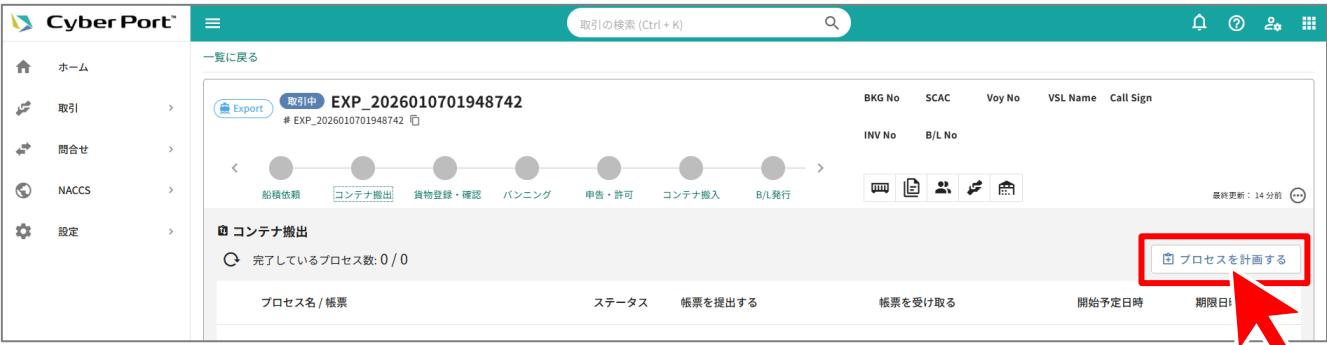 Cyber Port™
取引の検索 (Ctrl + K)
ホーム
取引
問合せ
NACCS
設定
一覧に戻る
Export 取引中 EXP_2026010701948742
# EXP_2026010701948742
BKG No SCAC Voy No VSL Name Call Sign
INV No B/L No
船積依頼 コンテナ搬出 貨物登録・確認 バンニング 申告・許可 コンテナ搬入 B/L発行
最終更新： 14 分前
コンテナ搬出
完了しているプロセス数: 0 / 0
プロセスを計画する
プロセス名 / 帳票 ステータス 帳票を提出する 帳票を受け取る 開始予定日時 期限日